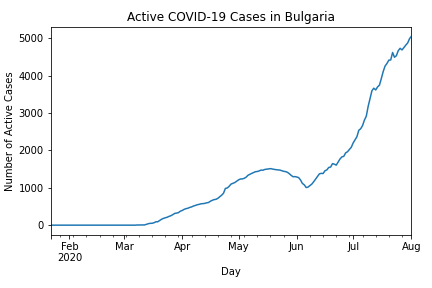 Active COVID-19 Cases in Bulgaria
Number of Active Cases
5000
4000
3000
2000
1000
0
Feb Mar Apr May Jun Jul Aug
2020
Day